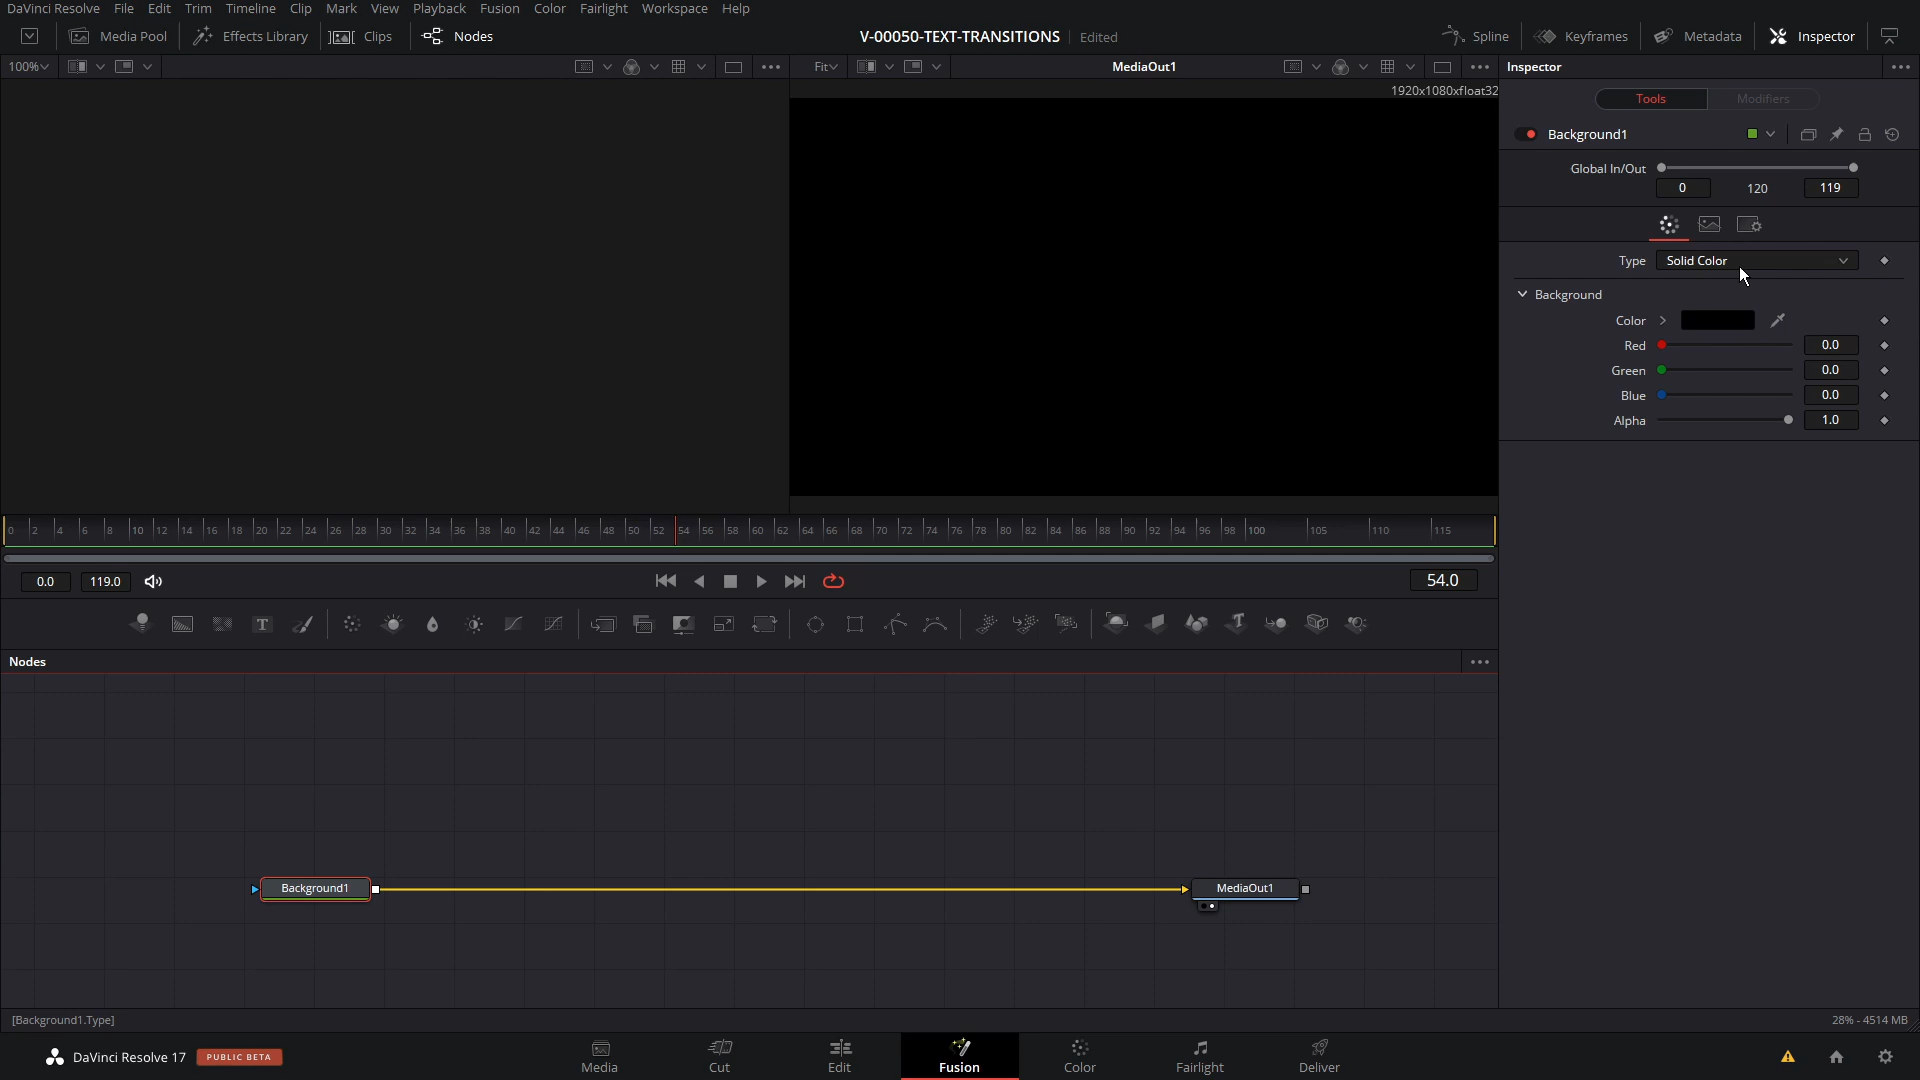 DaVinci Resolve File Edit Trim Timeline Clip Mark View Playback Fusion Color Fairlight Workspace Help
Media Pool Effects Library Clips Nodes V-00050-TEXT-TRANSITIONS Edited Spline Keyframes Metadata Inspector
100% Fit MediaOut1 Inspector
1920x1080xfloat32
Tools Modifiers
Background1
Global In/Out
0 120 119
Type Solid Color
Background
Color
Red 0.0
Green 0.0
Blue 0.0
Alpha 1.0
0 2 4 6 8 10 12 14 16 18 20 22 24 26 28 30 32 34 36 38 40 42 44 46 48 50 52 54 56 58 60 62 64 66 68 70 72 74 76 78 80 82 84 86 88 90 92 94 96 98 100 105 110 115
0.0 119.0 54.0
Nodes
Background1 MediaOut1
[Background1.Type] 28% - 4514 MB
DaVinci Resolve 17 PUBLIC BETA Media Cut Edit Fusion Color Fairlight Deliver